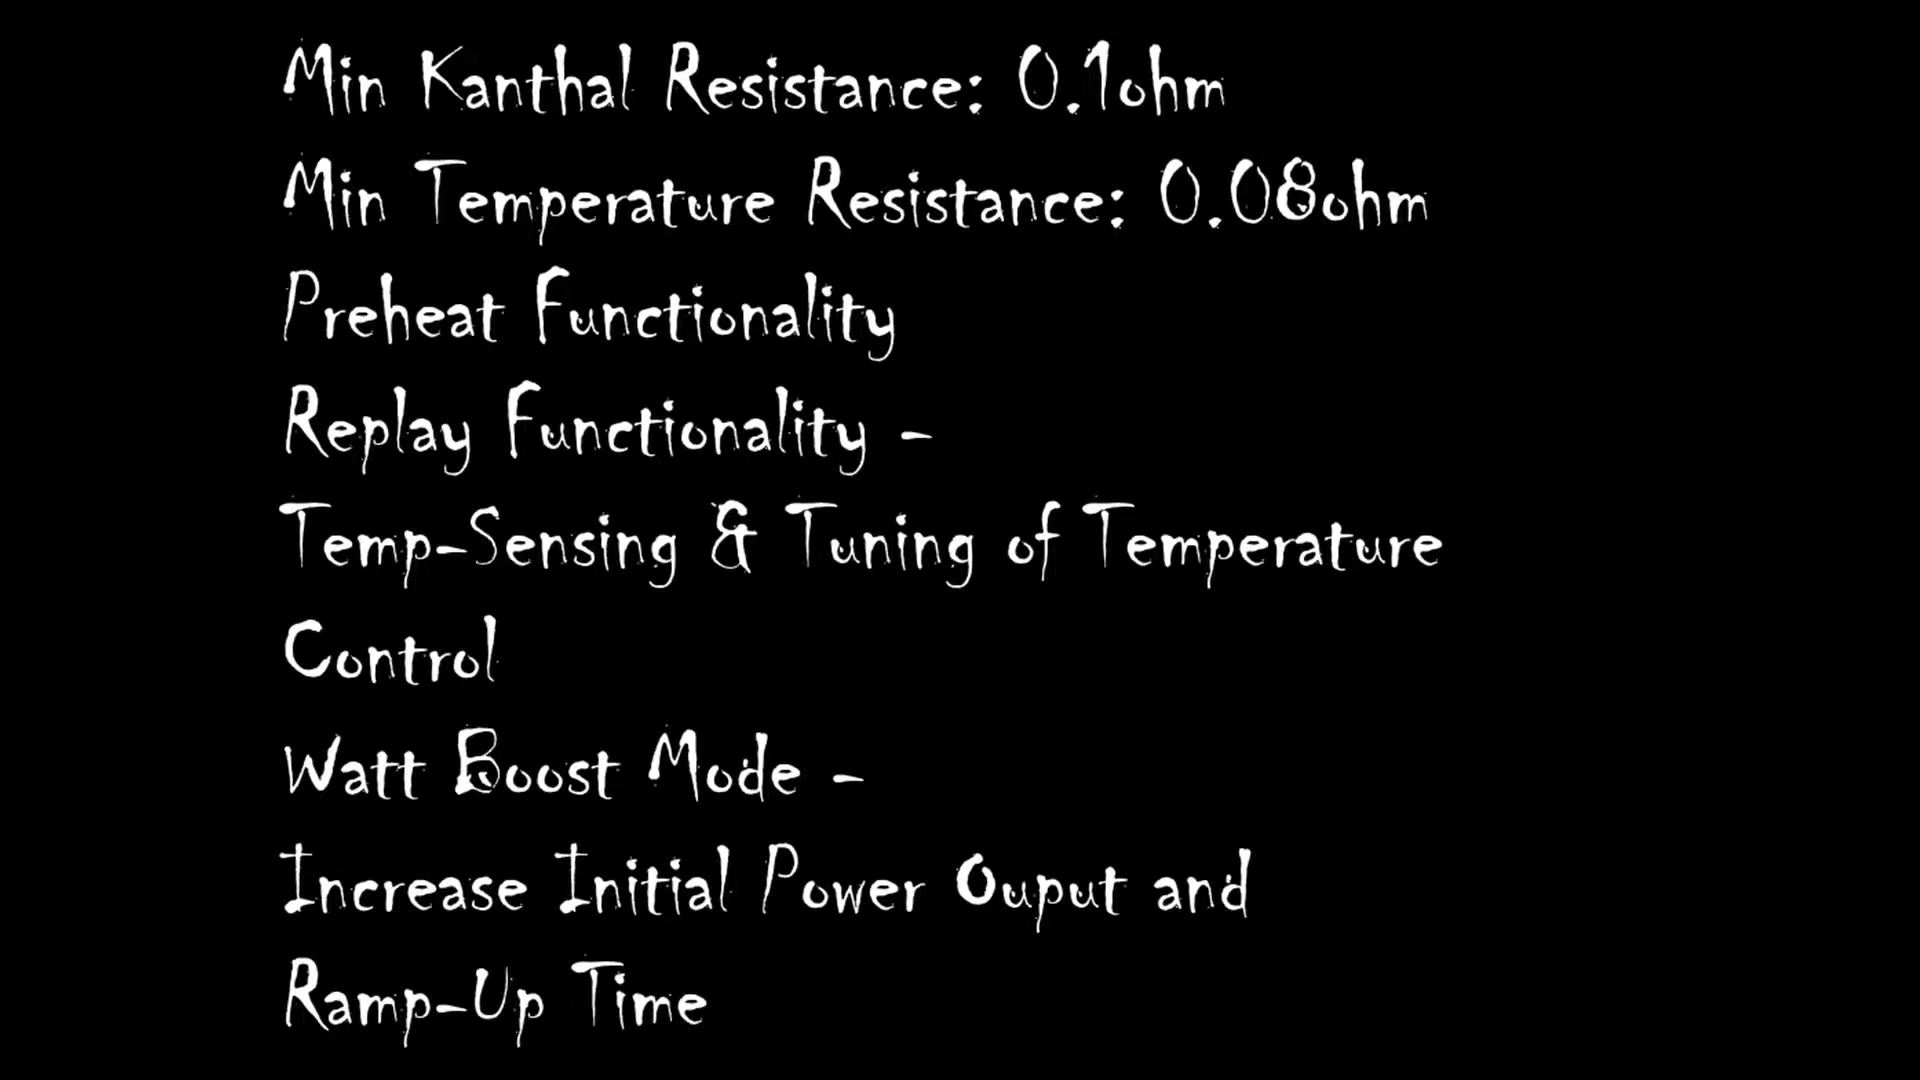 Min Kanthal Resistance: 0.1ohm
Min Temperature Resistance: 0.08ohm
Preheat Functionality
Replay Functionality -
Temp-Sensing & Tuning of Temperature
Control
Watt Boost Mode -
Increase Initial Power Ouput and
Ramp-Up Time